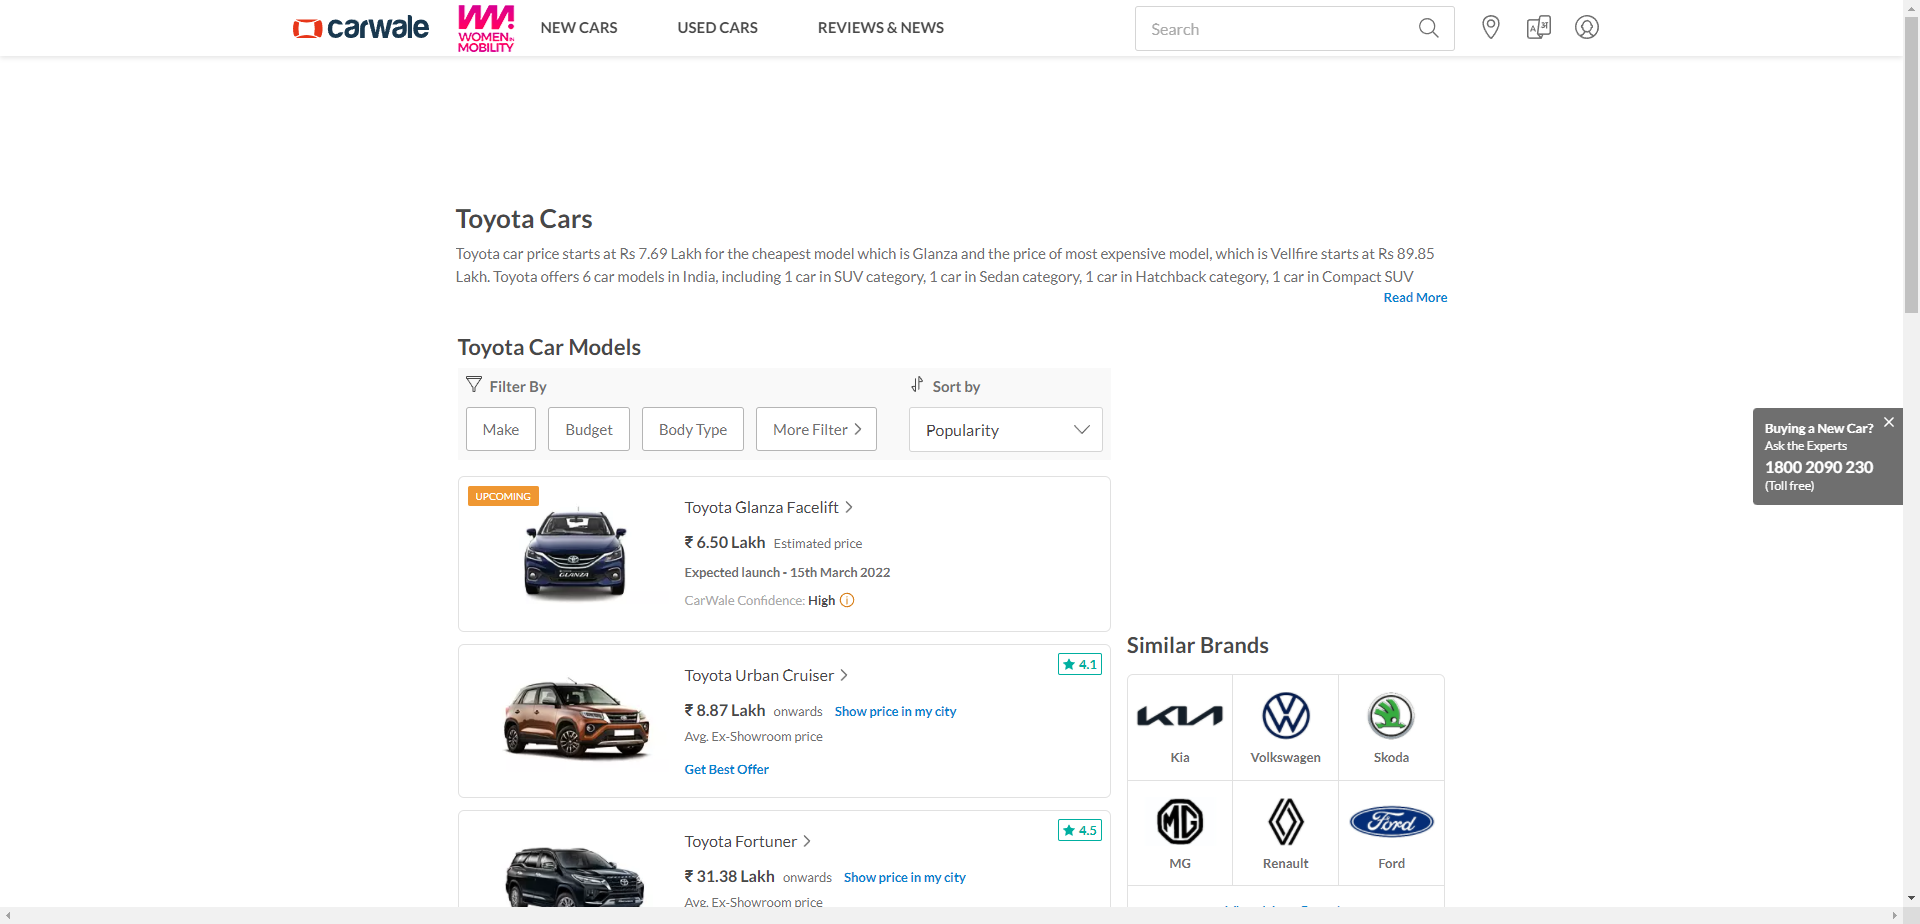 carwale
WOMEN IN
MOBILITY
NEW CARS
USED CARS
REVIEWS & NEWS
Search
Toyota Cars
Toyota car price starts at Rs 7.69 Lakh for the cheapest model which is Glanza and the price of most expensive model, which is Vellfire starts at Rs 89.85
Lakh. Toyota offers 6 car models in India, including 1 car in SUV category, 1 car in Sedan category, 1 car in Hatchback category, 1 car in Compact SUV
Read More
Toyota Car Models
Filter By
Sort by
Make
Budget
Body Type
More Filter
Popularity
Buying a New Car?
Ask the Experts
1800 2090 230
(Toll free)
UPCOMING
Toyota Glanza Facelift
₹ 6.50 Lakh Estimated price
Expected launch - 15th March 2022
CarWale Confidence: High
GLANZA
Toyota Urban Cruiser
4.1
₹ 8.87 Lakh onwards Show price in my city
Avg. Ex-Showroom price
Get Best Offer
Toyota Fortuner
4.5
₹ 31.38 Lakh onwards Show price in my city
Avg. Ex-Showroom price
Similar Brands
KIA
Kia
Volkswagen
Skoda
MG
Ford
MG
Renault
Ford